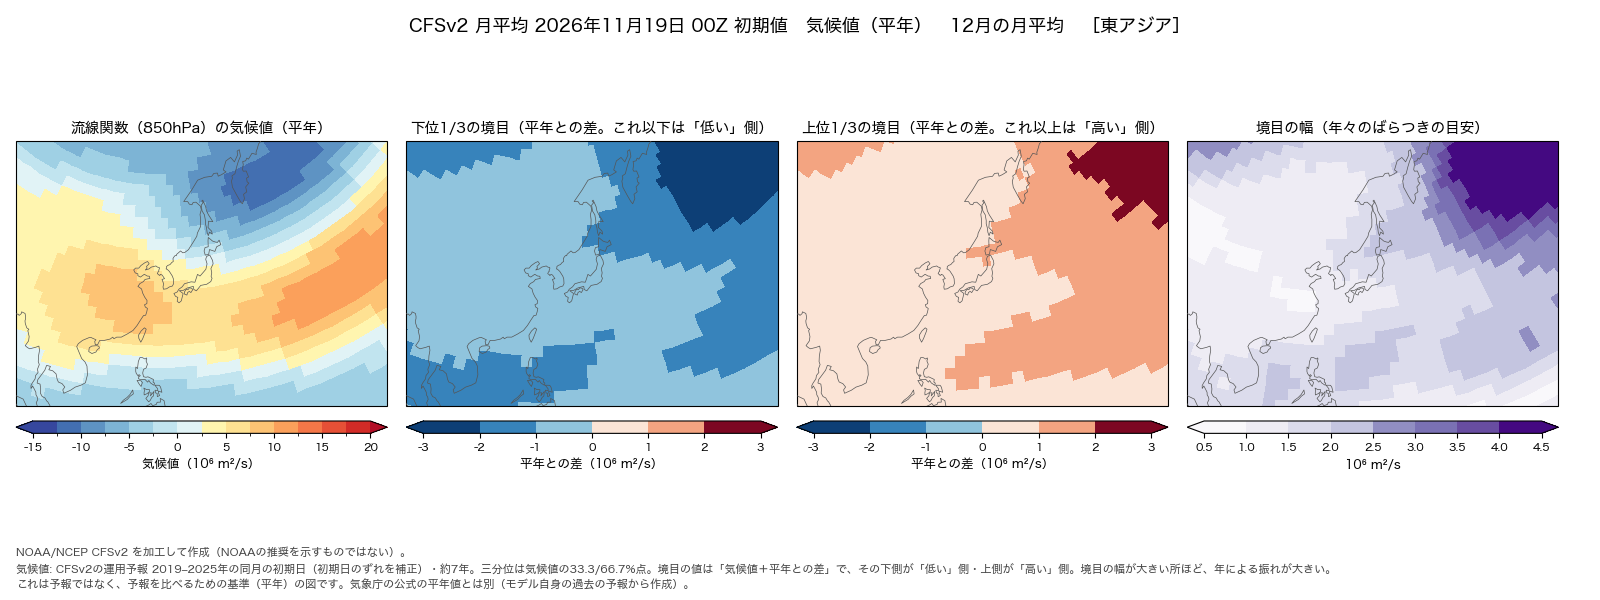 CFSv2 月平均 2026年11月19日 00Z 初期値　気候値（平年）　12月の月平均　［東アジア］
流線関数（850hPa）の気候値（平年）
下位1/3の境目（平年との差。これ以下は「低い」側）
上位1/3の境目（平年との差。これ以上は「高い」側）
境目の幅（年々のばらつきの目安）
-15 -10 -5 0 5 10 15 20
気候値（10⁶ m²/s）
-3 -2 -1 0 1 2 3
平年との差（10⁶ m²/s）
-3 -2 -1 0 1 2 3
平年との差（10⁶ m²/s）
0.5 1.0 1.5 2.0 2.5 3.0 3.5 4.0 4.5
10⁶ m²/s
NOAA/NCEP CFSv2 を加工して作成（NOAAの推奨を示すものではない）。
気候値: CFSv2の運用予報 2019–2025年の同月の初期日（初期日のずれを補正）・約7年。三分位は気候値の33.3/66.7%点。境目の値は「気候値＋平年との差」で、その下側が「低い」側・上側が「高い」側。境目の幅が大きい所ほど、年による振れが大きい。
これは予報ではなく、予報を比べるための基準（平年）の図です。気象庁の公式の平年値とは別（モデル自身の過去の予報から作成）。